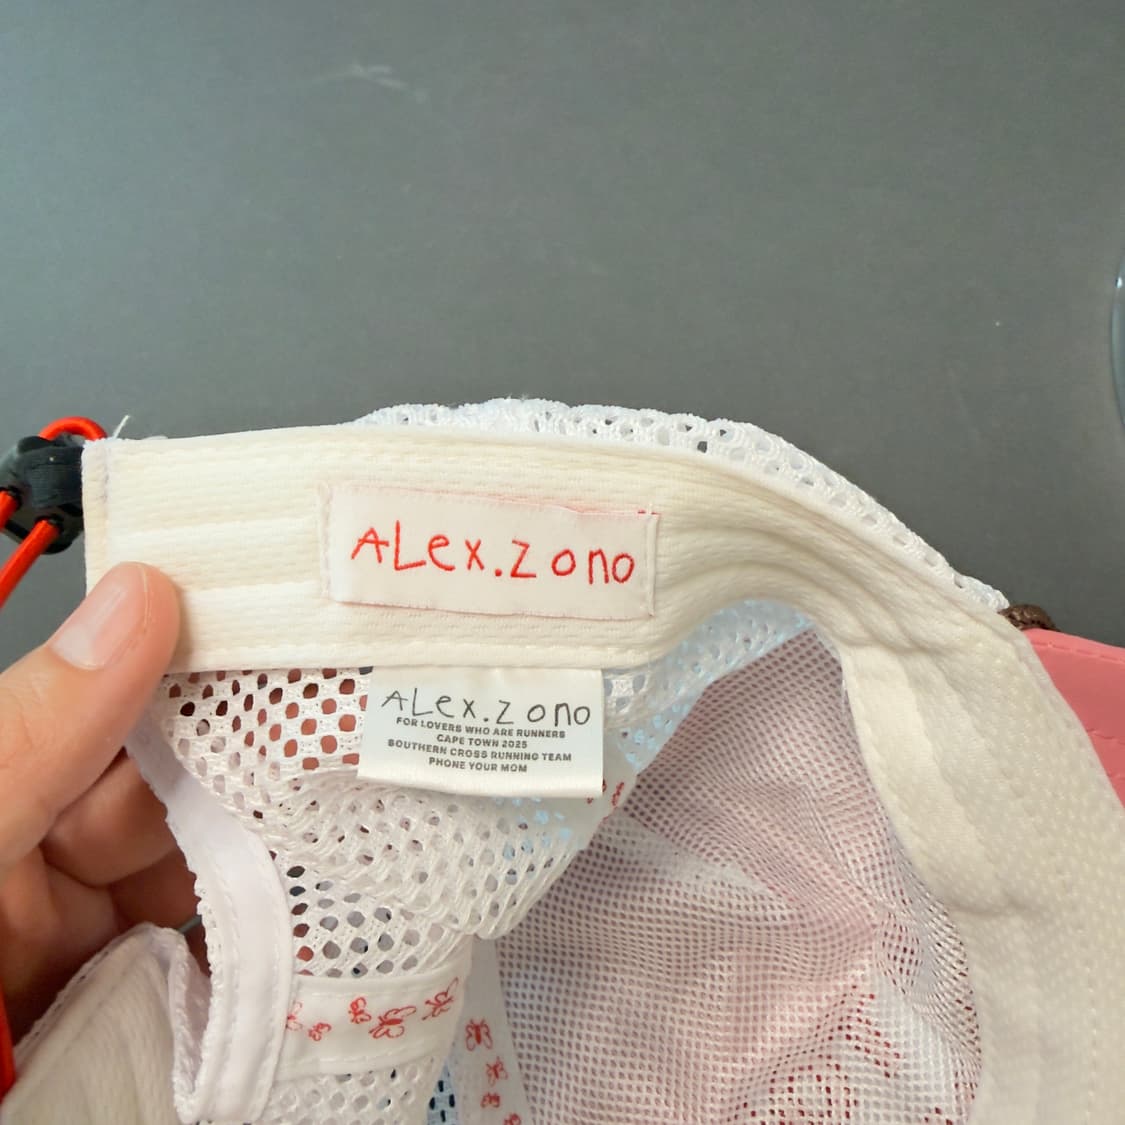 ALex.Zono
ALex.Zono
FOR LOVERS WHO ARE RUNNERS
CAPE TOWN 2025
SOUTHERN CROSS RUNNING TEAM
PHONE YOUR MOM